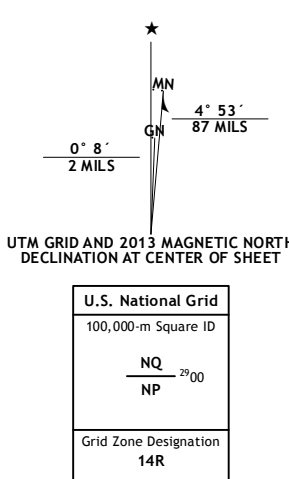 ★
MN
4° 53´
87 MILS
GN
0° 8´
2 MILS
UTM GRID AND 2013 MAGNETIC NORTH
DECLINATION AT CENTER OF SHEET
U.S. National Grid
100,000-m Square ID
NQ
²⁹00
NP
Grid Zone Designation
14R